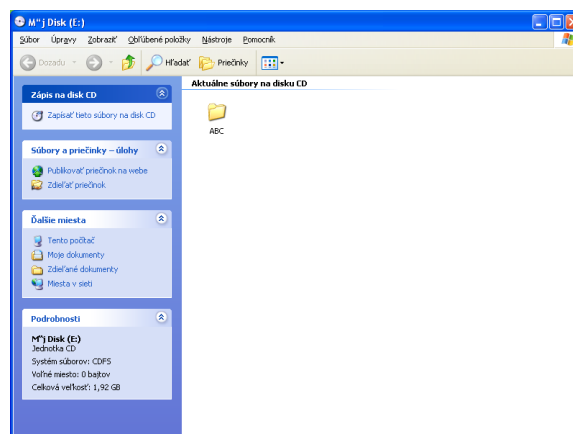 M"j Disk (E:)
Súbor Úpravy Zobraziť Obľúbené položky Nástroje Pomocník
Dozadu Hľadať Priečinky
Zápis na disk CD
Zapísať tieto súbory na disk CD
Súbory a priečinky – úlohy
Publikovať priečinok na webe
Zdieľať priečinok
Ďalšie miesta
Tento počítač
Moje dokumenty
Zdieľané dokumenty
Miesta v sieti
Podrobnosti
M"j Disk (E:)
Jednotka CD
Systém súborov: CDFS
Voľné miesto: 0 bajtov
Celková veľkosť: 1,92 GB
Aktuálne súbory na disku CD
ABC